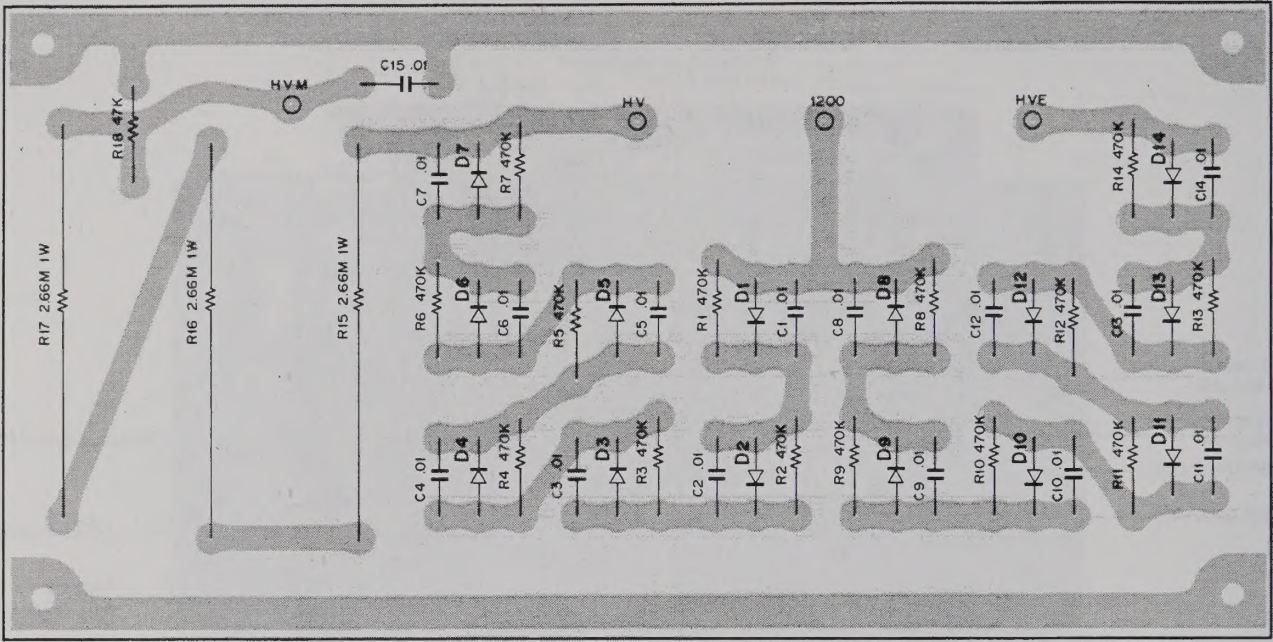 C15 .01
HVM
HV
1200
HVE
R18 47K
C7 .01
D7
R7 470K
R14 470K
D14
C14 .01
R17 2.66M 1W
R16 2.66M 1W
R15 2.66M 1W
R6 470K
D6
C6 .01
R5 470K
D5
C5 .01
R1 470K
D1
C1 .01
C8 .01
D8
R8 470K
C12 .01
D12
R12 470K
C13 .01
D13
R13 470K
C4 .01
D4
R4 470K
C3 .01
D3
R3 470K
C2 .01
D2
R2 470K
R9 470K
D9
C9 .01
R10 470K
D10
C10 .01
R11 470K
D11
C11 .01